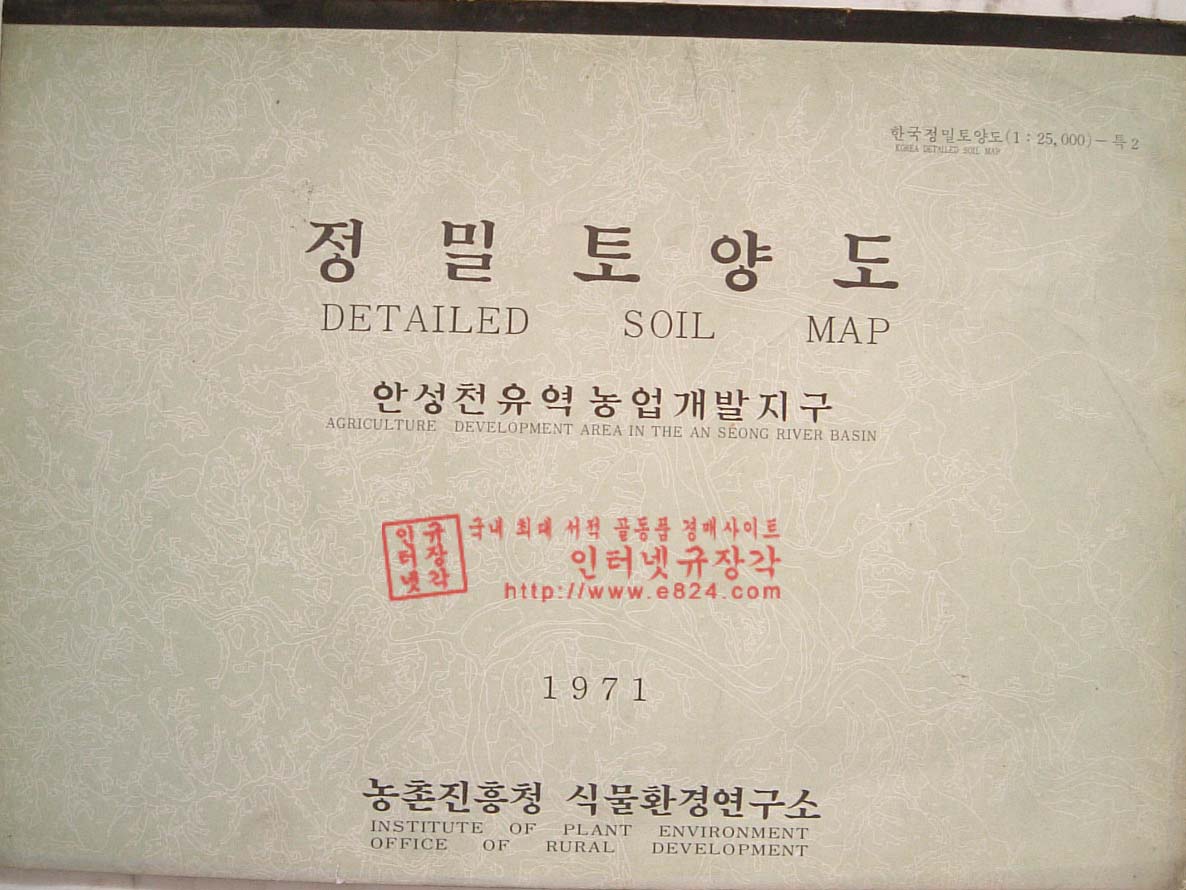 한국정밀토양도(1 : 25,000)－특 2
KOREA DETAILED SOIL MAP
정밀토양도
DETAILED SOIL MAP
안성천유역농업개발지구
AGRICULTURE DEVELOPMENT AREA IN THE AN SEONG RIVER BASIN
인터넷 규장각
국내 최대 서적 골동품 경매사이트
인터넷규장각
http://www.e824.com
1971
농촌진흥청 식물환경연구소
INSTITUTE OF PLANT ENVIRONMENT
OFFICE OF RURAL DEVELOPMENT